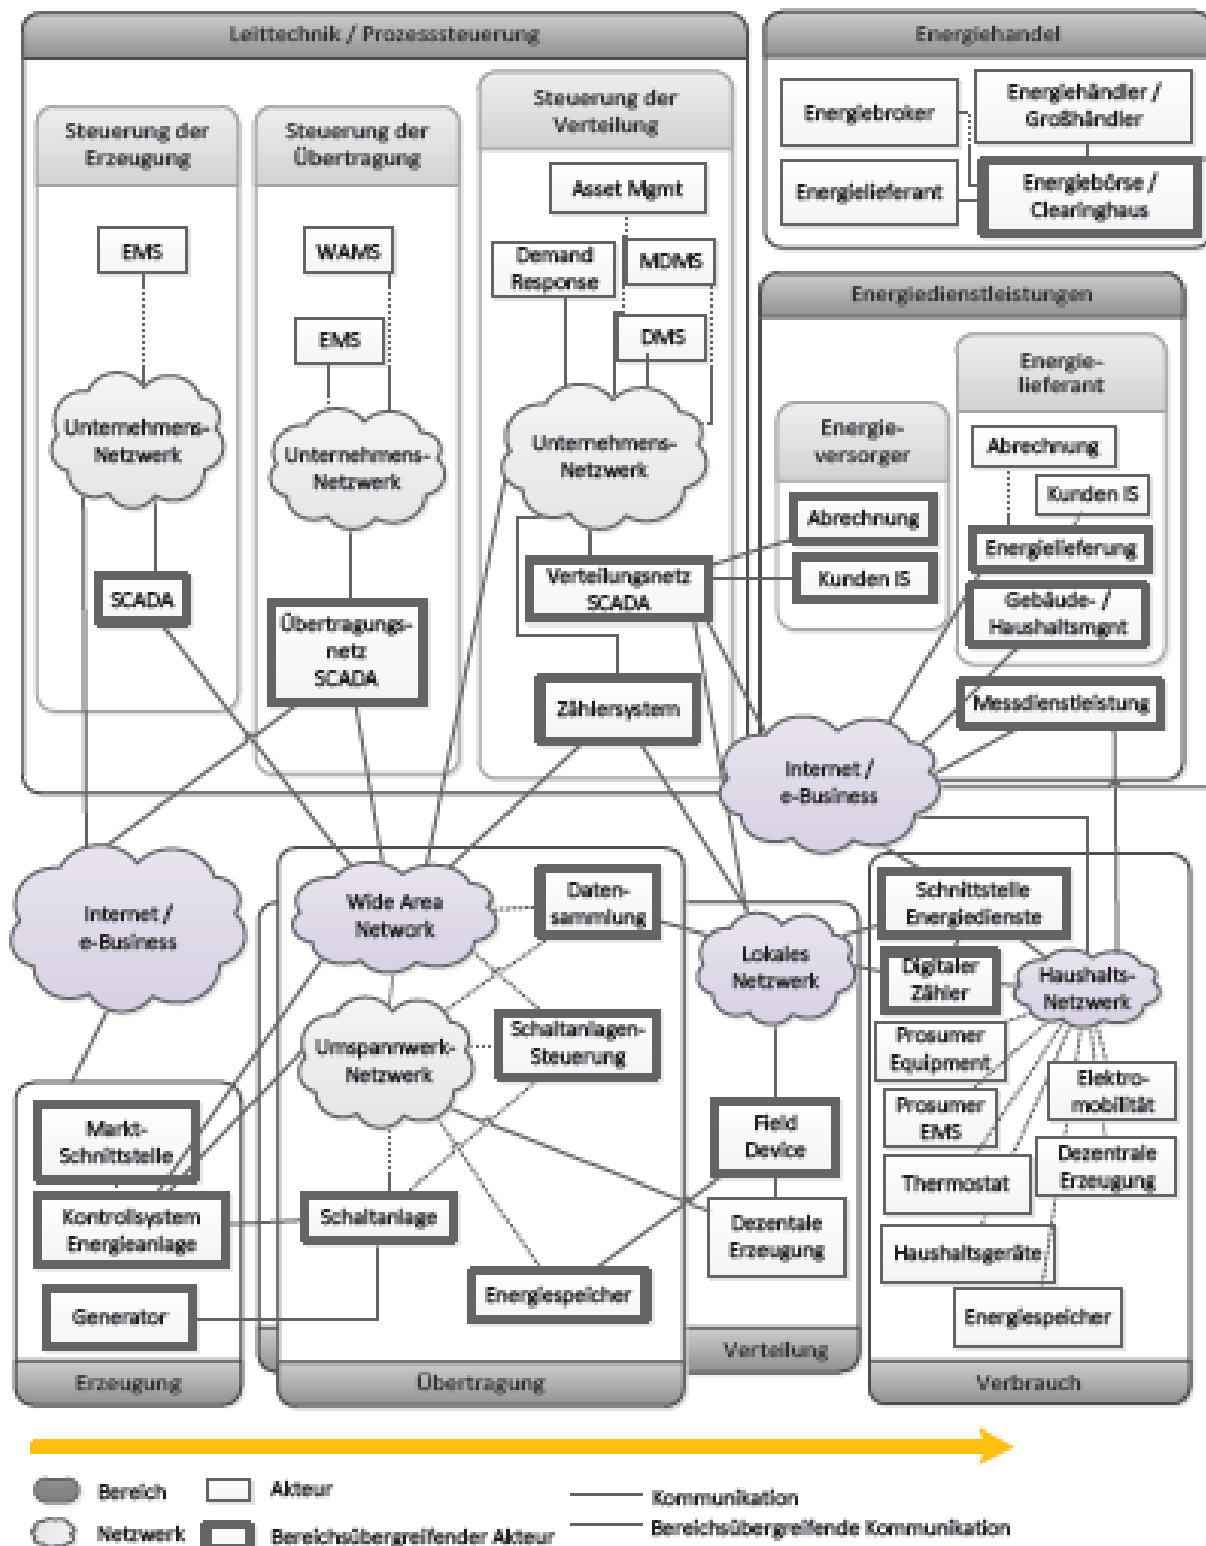 Leittechnik / Prozesssteuerung
Steuerung der
Erzeugung
EMS
Unternehmens-
Netzwerk
SCADA
Steuerung der
Übertragung
WAMS
EMS
Unternehmens-
Netzwerk
Übertragungs-
netz
SCADA
Steuerung der
Verteilung
Asset Mgmt
Demand
Response
MDMS
DMS
Unternehmens-
Netzwerk
Verteilungsnetz
SCADA
Zählersystem
Energiehandel
Energiebroker
Energiehändler /
Großhändler
Energielieferant
Energiebörse /
Clearinghaus
Energiedienstleistungen
Energie-
versorger
Abrechnung
Kunden IS
Energie-
lieferant
Abrechnung
Kunden IS
Energielieferung
Gebäude- /
Haushaltsmgnt
Messdienstleistung
Internet /
e-Business
Internet /
e-Business
Markt-
Schnittstelle
Kontrollsystem
Energieanlage
Generator
Erzeugung
Wide Area
Network
Daten-
sammlung
Umspannwerk-
Netzwerk
Schaltanlagen-
Steuerung
Schaltanlage
Energiespeicher
Übertragung
Lokales
Netzwerk
Field
Device
Dezentale
Erzeugung
Verteilung
Schnittstelle
Energiedienste
Digitaler
Zähler
Haushalts-
Netzwerk
Prosumer
Equipment
Prosumer
EMS
Elektro-
mobilität
Thermostat
Dezentrale
Erzeugung
Haushaltsgeräte
Energiespeicher
Verbrauch
Bereich
Akteur
Kommunikation
Netzwerk
Bereichsübergreifender Akteur
Bereichsübergreifende Kommunikation